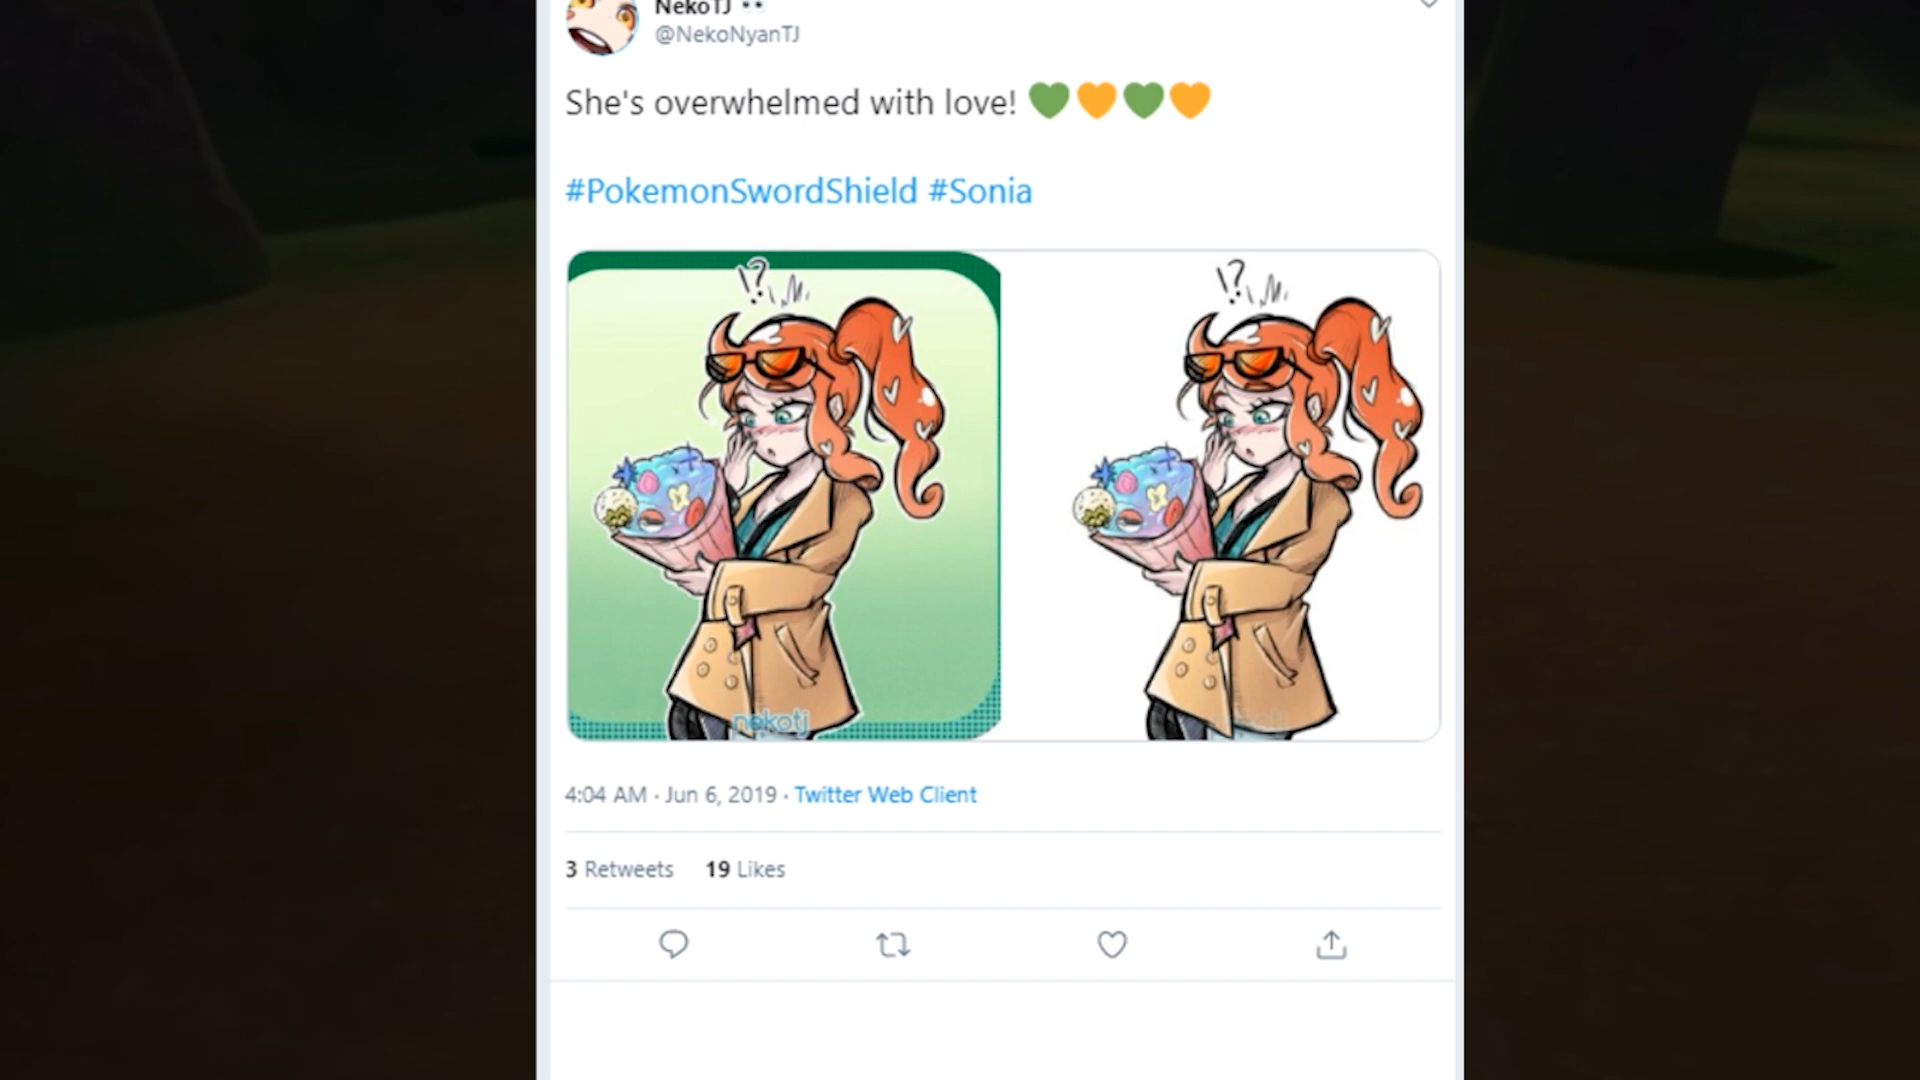 NekoTJ
@NekoNyanTJ
She's overwhelmed with love! 💚🧡💚🧡
#PokemonSwordShield #Sonia
!?
!?
nekotj
4:04 AM · Jun 6, 2019 · Twitter Web Client
3 Retweets 19 Likes